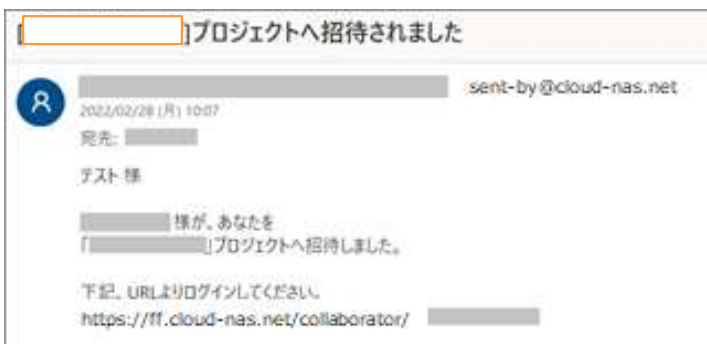 [ ]プロジェクトへ招待されました
sent-by@cloud-nas.net
2022/02/28 (月) 10:07
宛先:
テスト 様
様が、あなたを
「 」プロジェクトへ招待しました。
下記、URLよりログインしてください。
https://ff.cloud-nas.net/collaborator/